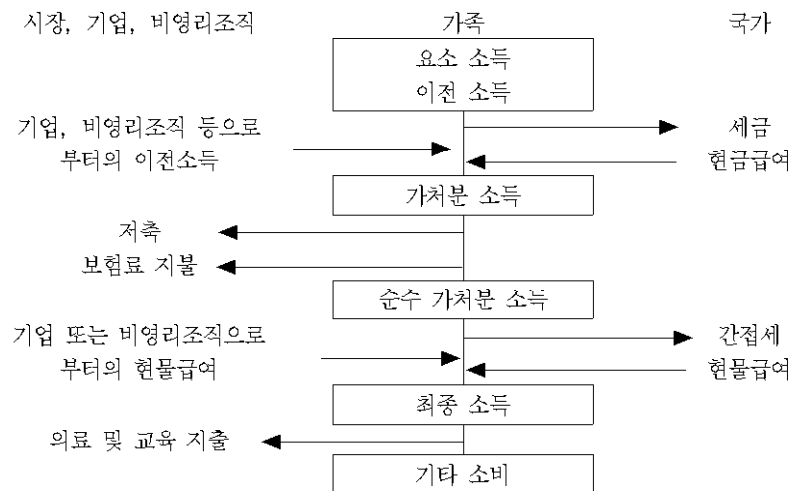 시장, 기업, 비영리조직 가족 국가
요소 소득
이전 소득
기업, 비영리조직 등으로 세금
부터의 이전소득 현금급여
가처분 소득
저축
보험료 지불
순수 가처분 소득
기업 또는 비영리조직으로 간접세
부터의 현물급여 현물급여
최종 소득
의료 및 교육 지출
기타 소비